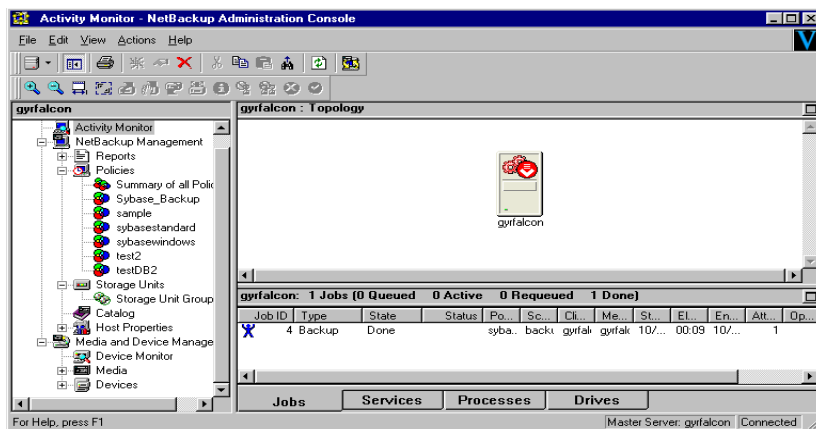 Activity Monitor - NetBackup Administration Console
File Edit View Actions Help
V
gyrfalcon
Activity Monitor
NetBackup Management
Reports
Policies
Summary of all Polic
Sybase_Backup
sample
sybasestandard
sybasewindows
test2
testDB2
Storage Units
Storage Unit Group
Catalog
Host Properties
Media and Device Manage
Device Monitor
Media
Devices
gyrfalcon : Topology
gyrfalcon
gyrfalcon: 1 Jobs (0 Queued 0 Active 0 Requeued 1 Done)
Job ID Type State Status Po... Sc... Cli... Me... St... El... En... Att... Op...
4 Backup Done syba.. backu gyrfalc gyrfalc 10/... 00:09 10/... 1
Jobs Services Processes Drives
For Help, press F1 Master Server: gyrfalcon Connected